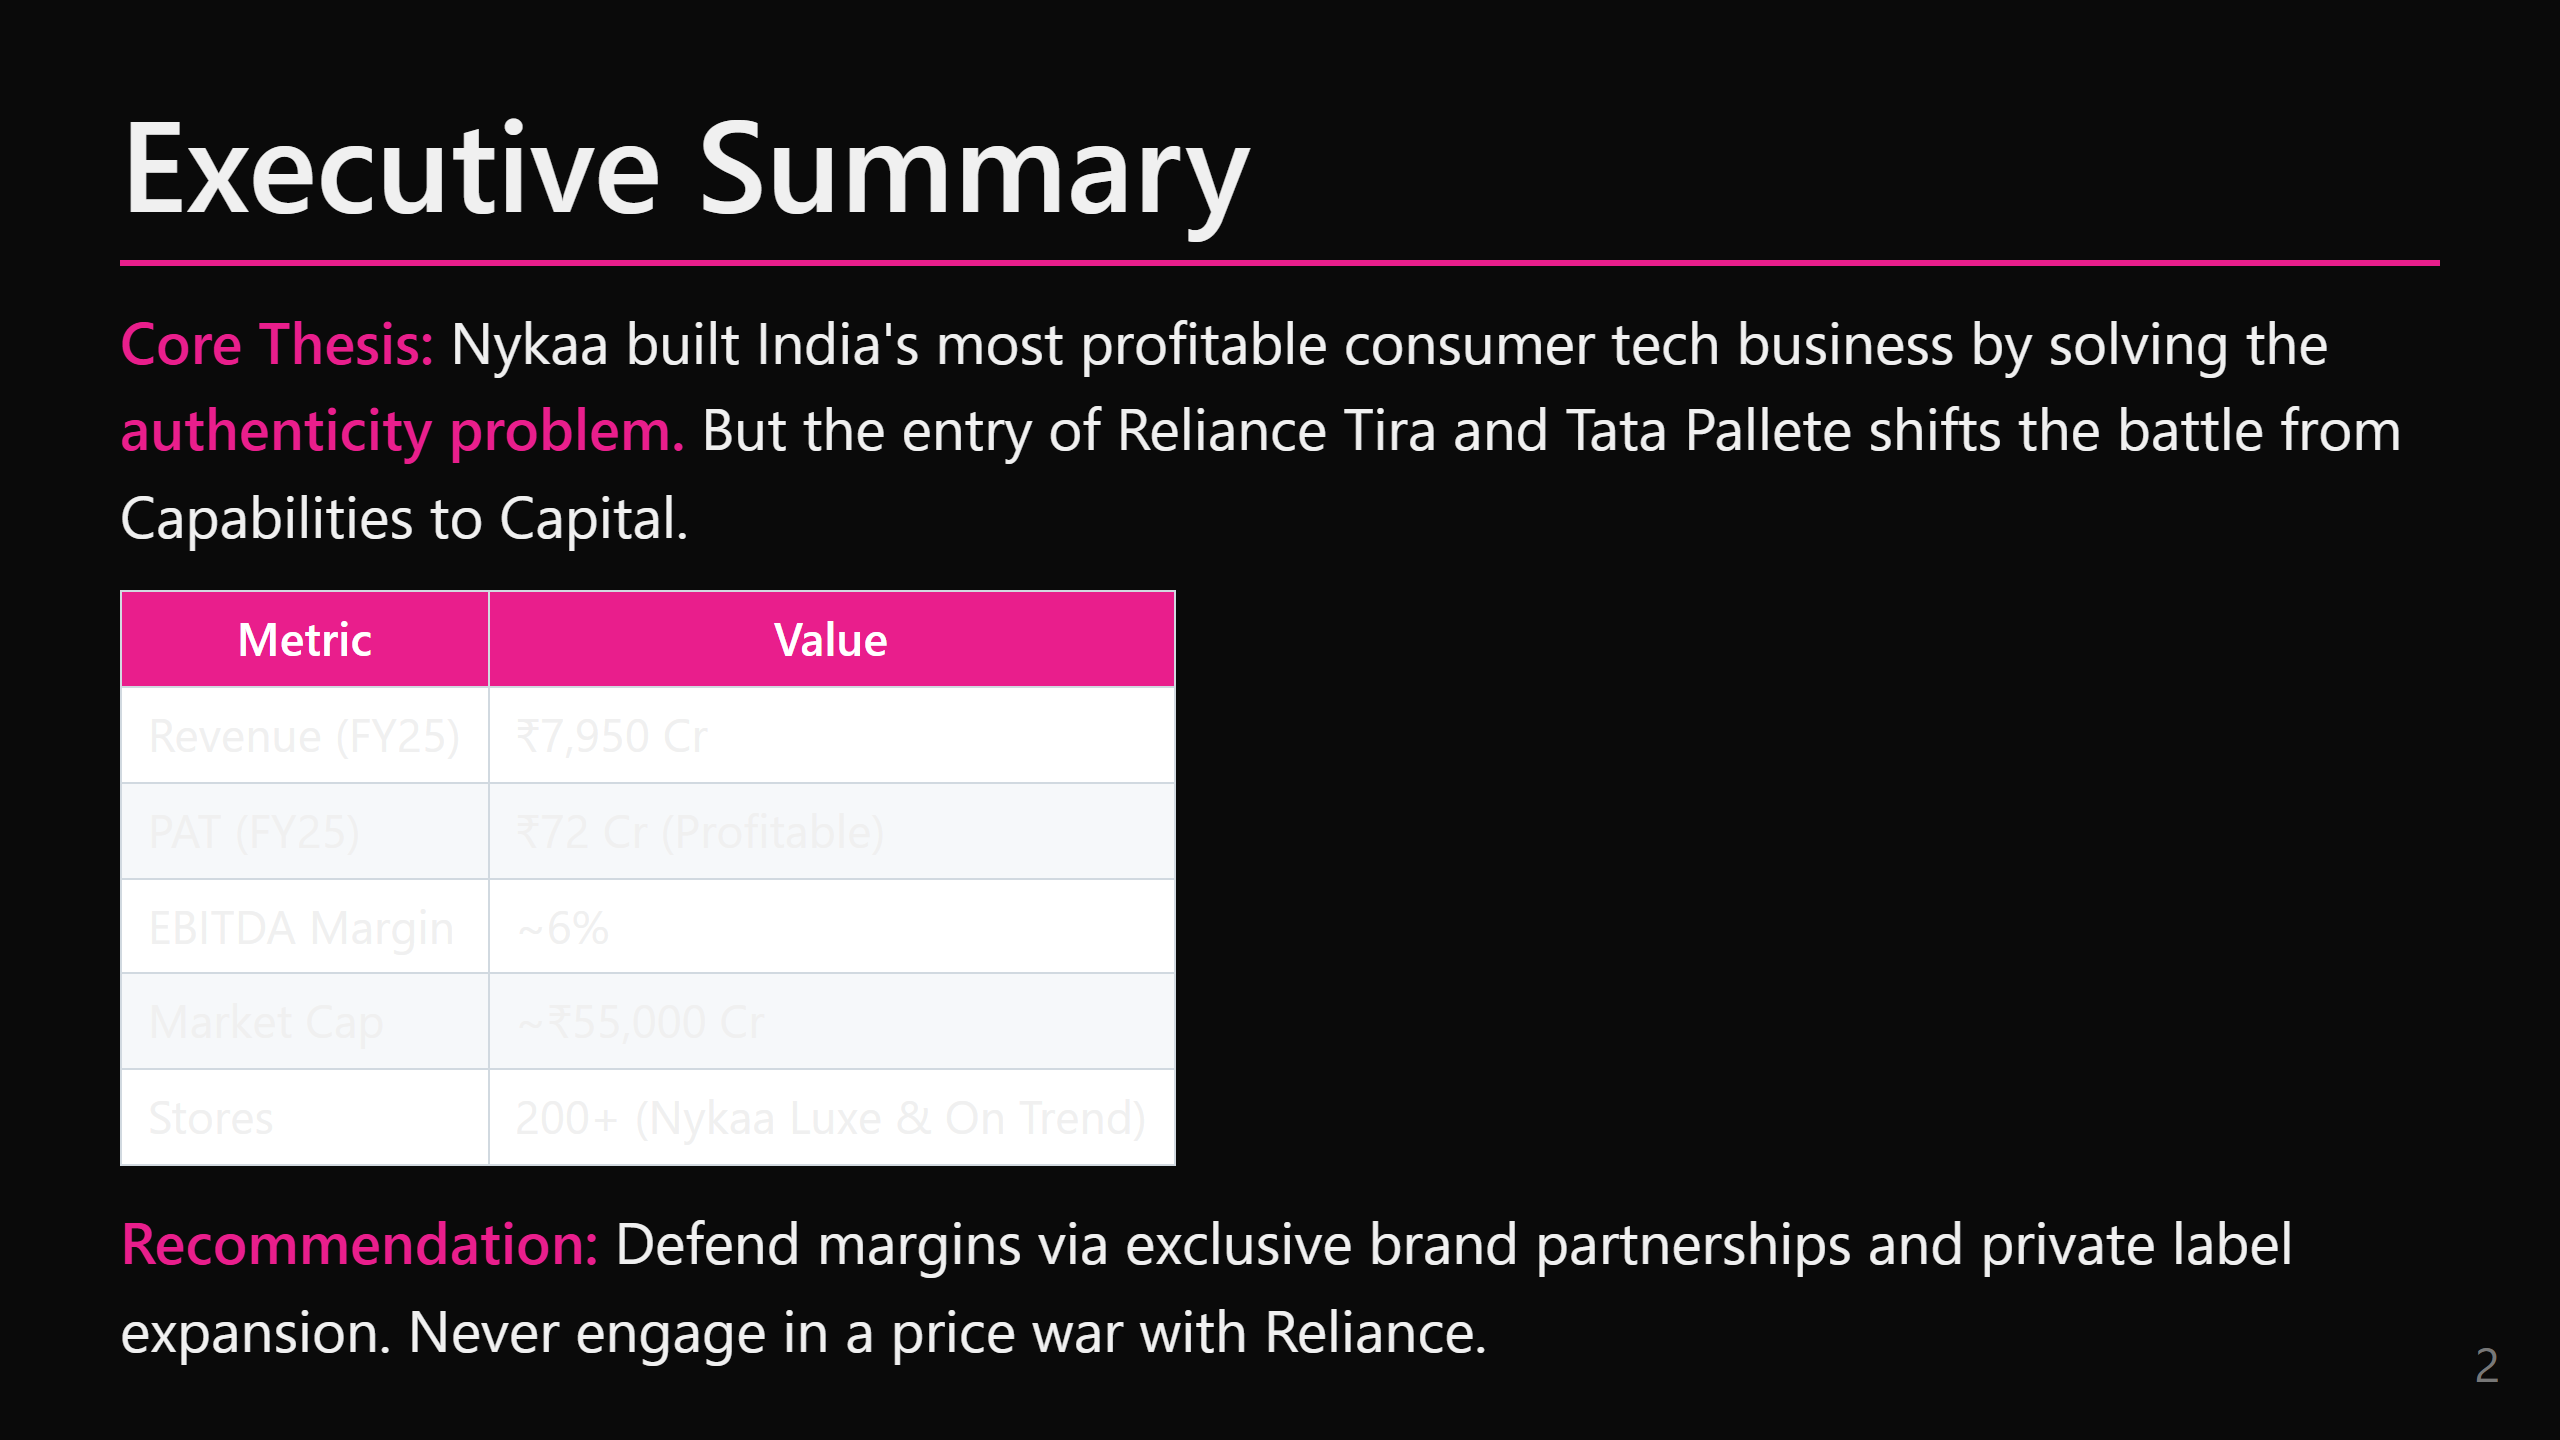 Executive Summary
Core Thesis: Nykaa built India's most profitable consumer tech business by solving the
authenticity problem. But the entry of Reliance Tira and Tata Pallete shifts the battle from
Capabilities to Capital.
Metric Value
Revenue (FY25) ₹7,950 Cr
PAT (FY25) ₹72 Cr (Profitable)
EBITDA Margin ~6%
Market Cap ~₹55,000 Cr
Stores 200+ (Nykaa Luxe & On Trend)
Recommendation: Defend margins via exclusive brand partnerships and private label
expansion. Never engage in a price war with Reliance.
2